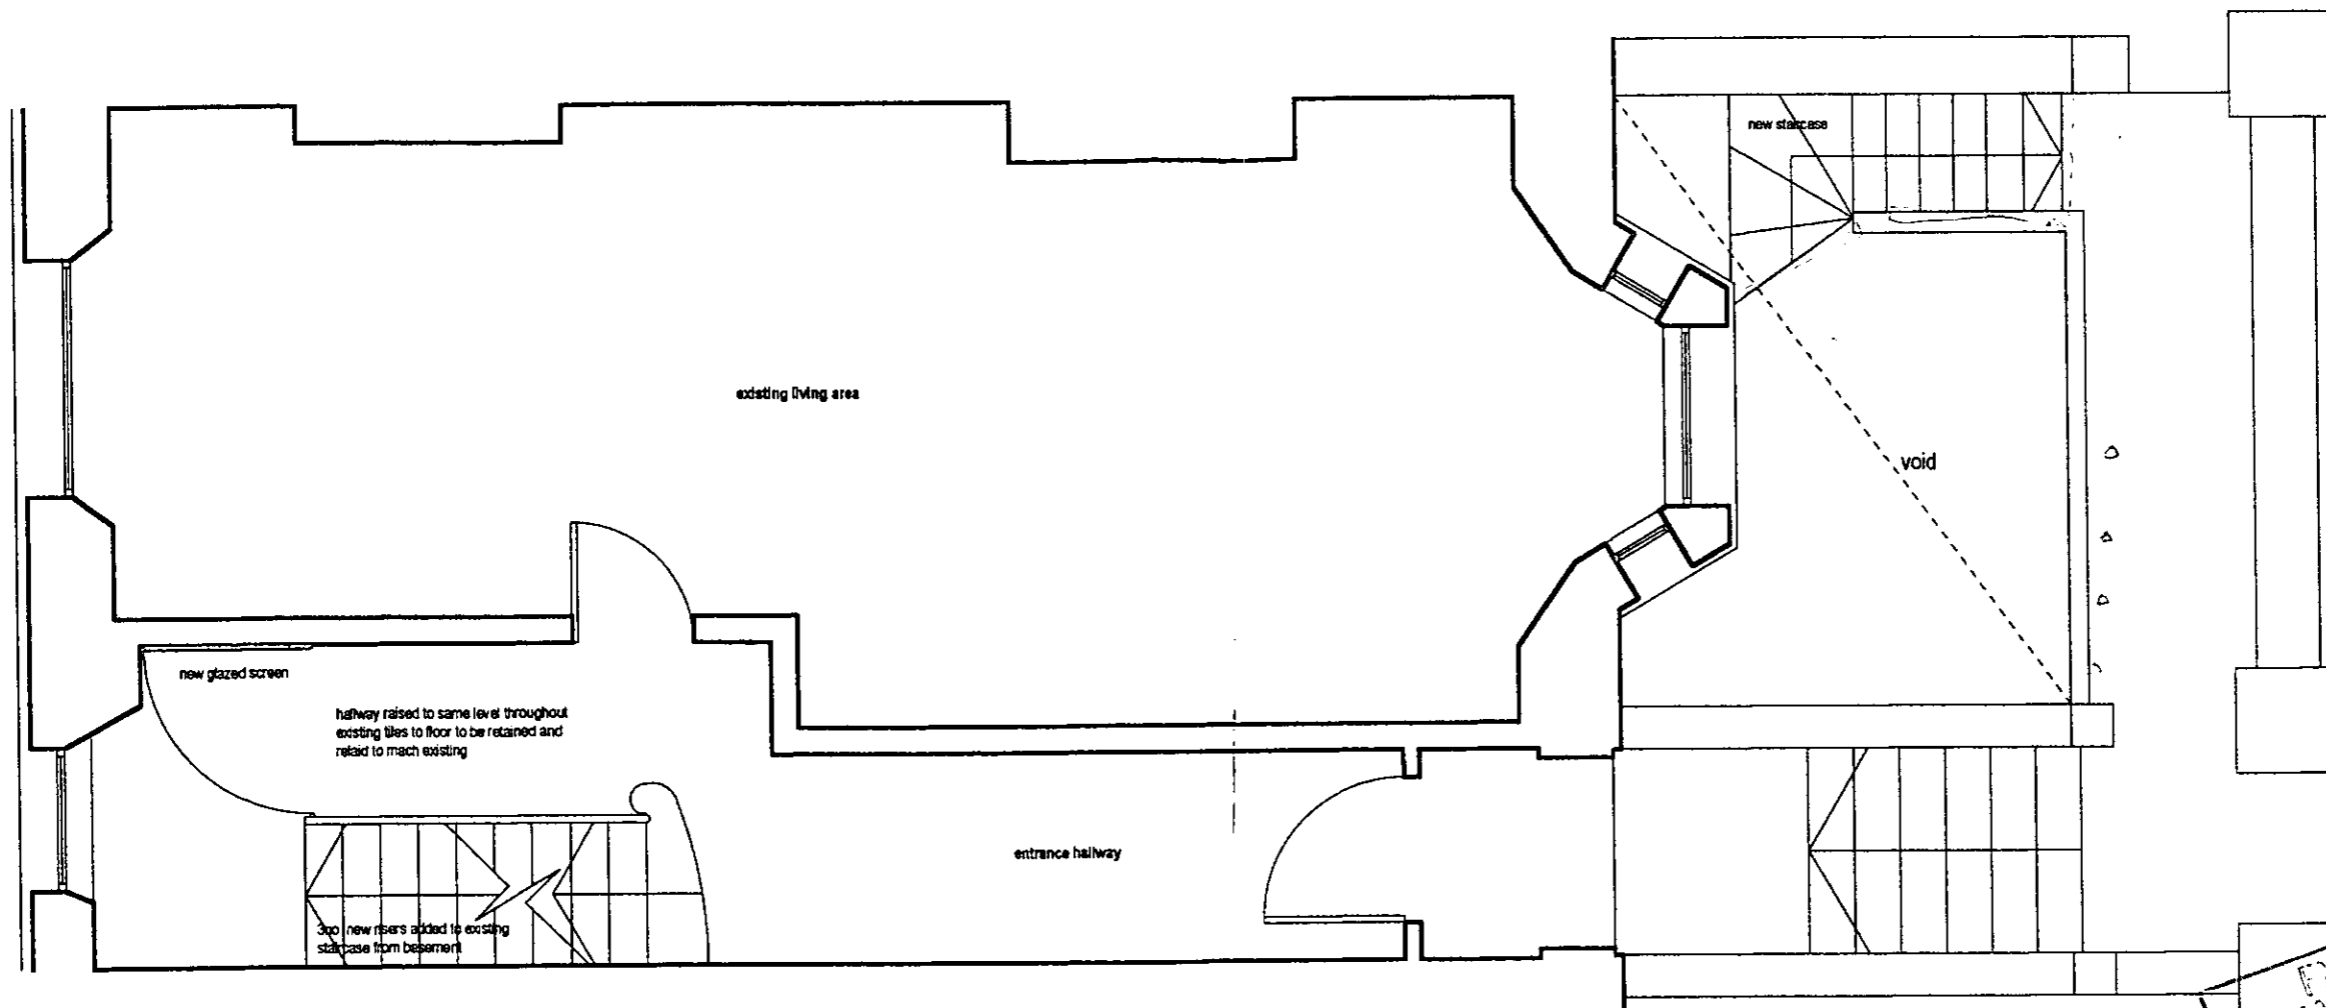 new staircase
existing living area
void
new glazed screen
hallway raised to same level throughout
existing tiles to floor to be retained and
relaid to mach existing
entrance hallway
3no new risers added to existing
staircase from basement